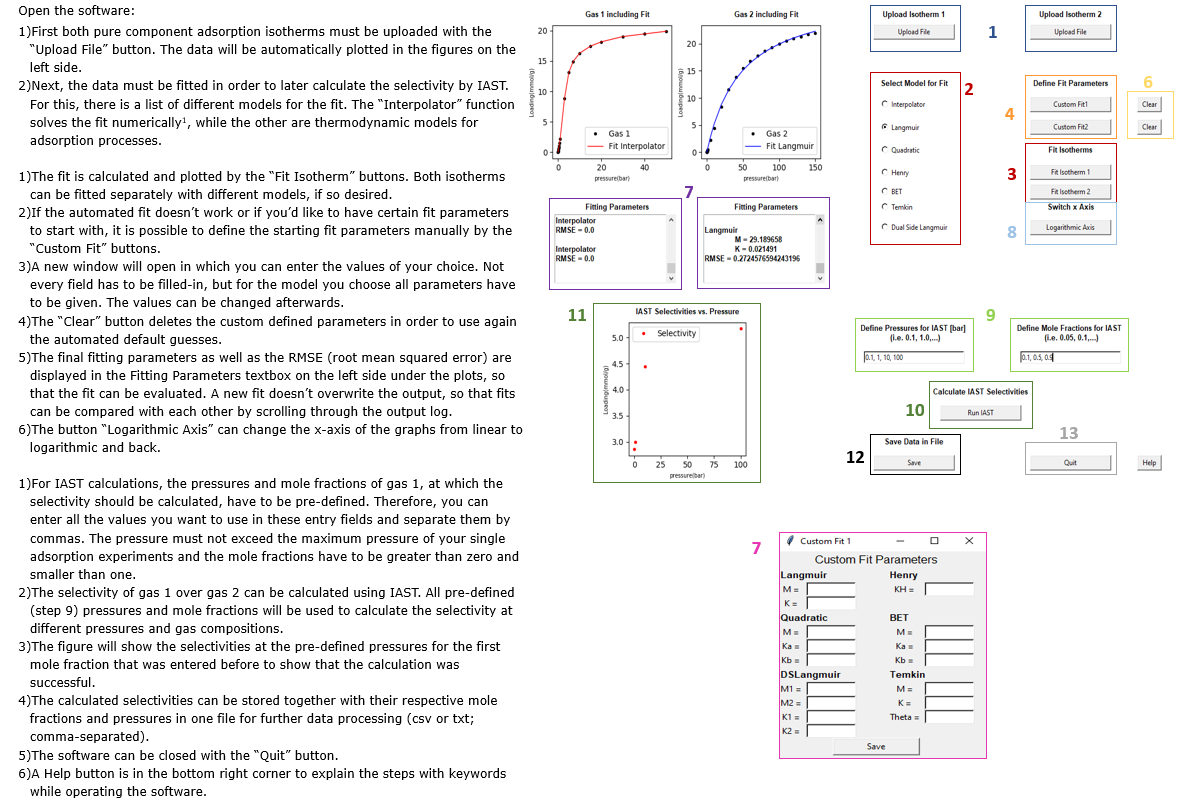 Open the software:
1)First both pure component adsorption isotherms must be uploaded with the
“Upload File” button. The data will be automatically plotted in the figures on the
left side.
2)Next, the data must be fitted in order to later calculate the selectivity by IAST.
For this, there is a list of different models for the fit. The “Interpolator” function
solves the fit numerically¹, while the other are thermodynamic models for
adsorption processes.
1)The fit is calculated and plotted by the “Fit Isotherm” buttons. Both isotherms
can be fitted separately with different models, if so desired.
2)If the automated fit doesn’t work or if you’d like to have certain fit parameters
to start with, it is possible to define the starting fit parameters manually by the
“Custom Fit” buttons.
3)A new window will open in which you can enter the values of your choice. Not
every field has to be filled-in, but for the model you choose all parameters have
to be given. The values can be changed afterwards.
4)The “Clear” button deletes the custom defined parameters in order to use again
the automated default guesses.
5)The final fitting parameters as well as the RMSE (root mean squared error) are
displayed in the Fitting Parameters textbox on the left side under the plots, so
that the fit can be evaluated. A new fit doesn’t overwrite the output, so that fits
can be compared with each other by scrolling through the output log.
6)The button “Logarithmic Axis” can change the x-axis of the graphs from linear to
logarithmic and back.
1)For IAST calculations, the pressures and mole fractions of gas 1, at which the
selectivity should be calculated, have to be pre-defined. Therefore, you can
enter all the values you want to use in these entry fields and separate them by
commas. The pressure must not exceed the maximum pressure of your single
adsorption experiments and the mole fractions have to be greater than zero and
smaller than one.
2)The selectivity of gas 1 over gas 2 can be calculated using IAST. All pre-defined
(step 9) pressures and mole fractions will be used to calculate the selectivity at
different pressures and gas compositions.
3)The figure will show the selectivities at the pre-defined pressures for the first
mole fraction that was entered before to show that the calculation was
successful.
4)The calculated selectivities can be stored together with their respective mole
fractions and pressures in one file for further data processing (csv or txt;
comma-separated).
5)The software can be closed with the “Quit” button.
6)A Help button is in the bottom right corner to explain the steps with keywords
while operating the software.
Gas 1 including Fit
Loading(mmol/g)
20
15
10
5
0
Gas 1
Fit Interpolator
0 20 40
pressure(bar)
Gas 2 including Fit
Loading(mmol/g)
20
15
10
5
0
Gas 2
Fit Langmuir
0 50 100 150
pressure(bar)
7
Fitting Parameters
Interpolator
RMSE = 0.0
Interpolator
RMSE = 0.0
Fitting Parameters
Langmuir
M = 29.189658
K = 0.021491
RMSE = 0.2724576594243196
11
IAST Selectivities vs. Pressure
Selectivity
Loading(mmol/g)
5.0
4.5
4.0
3.5
3.0
0 25 50 75 100
pressure(bar)
Upload Isotherm 1
Upload File
1
Upload Isotherm 2
Upload File
Select Model for Fit
Interpolator
Langmuir
Quadratic
Henry
BET
Temkin
Dual Side Langmuir
2
Define Fit Parameters
Custom Fit1
Custom Fit2
4
6
Clear
Clear
Fit Isotherms
3
Fit Isotherm 1
Fit Isotherm 2
Switch x Axis
8
Logarithmic Axis
9
Define Pressures for IAST [bar]
(i.e. 0.1, 1.0,...)
0.1, 1, 10, 100
Define Mole Fractions for IAST
(i.e. 0.05, 0.1,...)
0.1, 0.5, 0.9
Calculate IAST Selectivities
10
Run IAST
Save Data in File
12
Save
13
Quit
Help
7
Custom Fit 1
Custom Fit Parameters
Langmuir
M =
K =
Henry
KH =
Quadratic
M =
Ka =
Kb =
BET
M =
Ka =
Kb =
DSLangmuir
M1 =
M2 =
K1 =
K2 =
Temkin
M =
K =
Theta =
Save